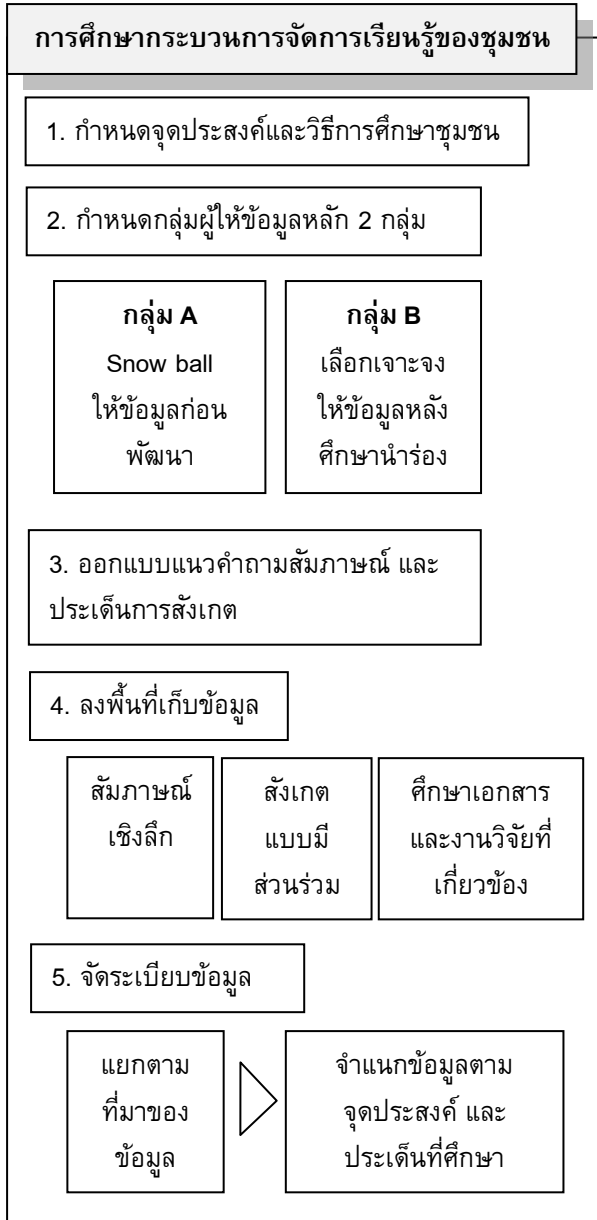 การศึกษากระบวนการจัดการเรียนรู้ของชุมชน
1. กำหนดจุดประสงค์และวิธีการศึกษาชุมชน
2. กำหนดกลุ่มผู้ให้ข้อมูลหลัก 2 กลุ่ม
กลุ่ม A
Snow ball
ให้ข้อมูลก่อน
พัฒนา
กลุ่ม B
เลือกเจาะจง
ให้ข้อมูลหลัง
ศึกษานำร่อง
3. ออกแบบแนวคำถามสัมภาษณ์ และ
ประเด็นการสังเกต
4. ลงพื้นที่เก็บข้อมูล
สัมภาษณ์
เชิงลึก
สังเกต
แบบมี
ส่วนร่วม
ศึกษาเอกสาร
และงานวิจัยที่
เกี่ยวข้อง
5. จัดระเบียบข้อมูล
แยกตาม
ที่มาของ
ข้อมูล
จำแนกข้อมูลตาม
จุดประสงค์ และ
ประเด็นที่ศึกษา